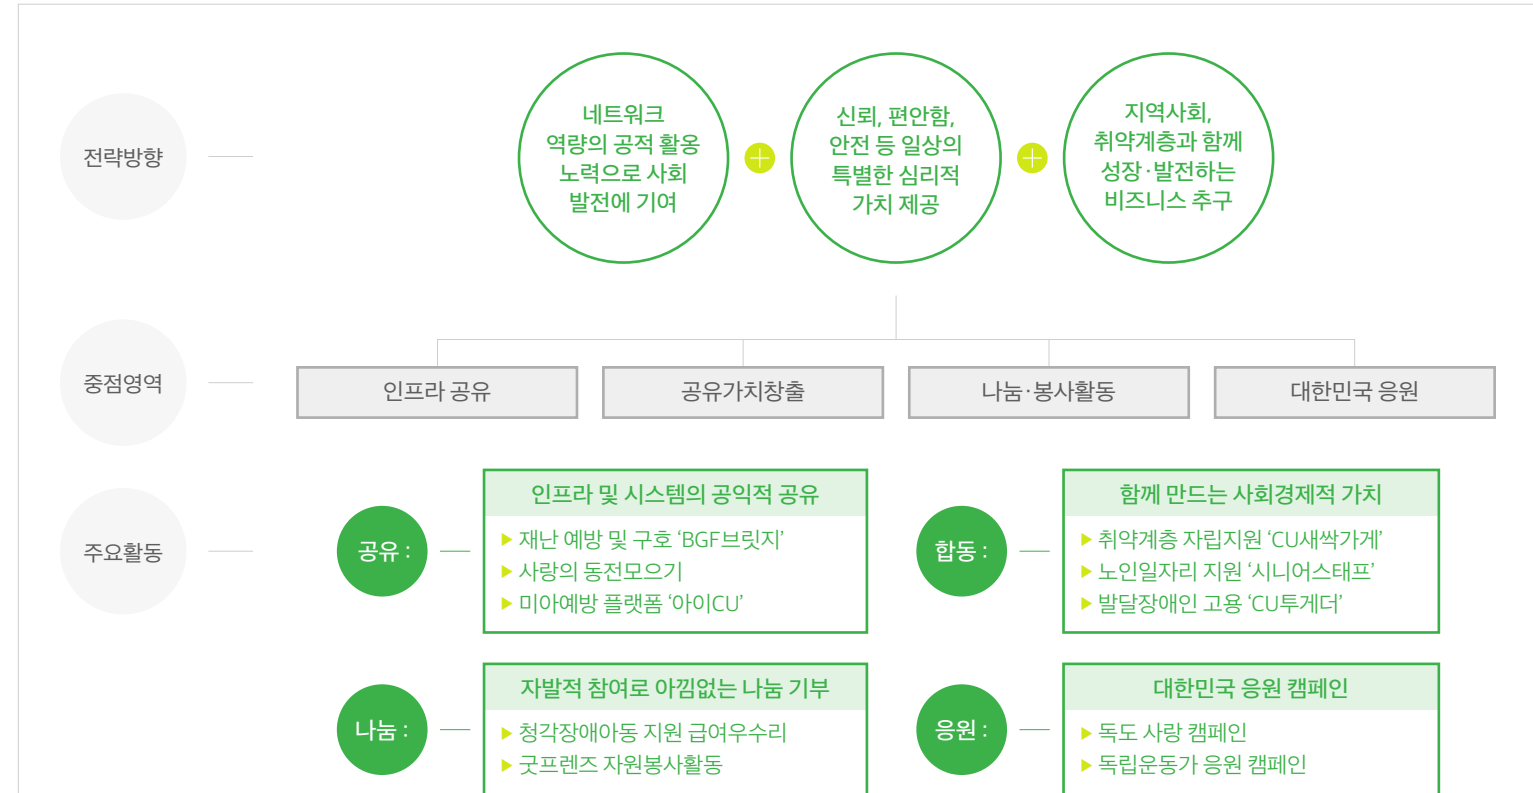 전략방향
네트워크
역량의 공적 활용
노력으로 사회
발전에 기여
신뢰, 편안함,
안전 등 일상의
특별한 심리적
가치 제공
지역사회,
취약계층과 함께
성장·발전하는
비즈니스 추구
중점영역
인프라 공유
공유가치창출
나눔·봉사활동
대한민국 응원
주요활동
공유 :
인프라 및 시스템의 공익적 공유
▶ 재난 예방 및 구호 ‘BGF브릿지’
▶ 사랑의 동전모으기
▶ 미아예방 플랫폼 ‘아이CU’
합동 :
함께 만드는 사회경제적 가치
▶ 취약계층 자립지원 ‘CU새싹가게’
▶ 노인일자리 지원 ‘시니어스태프’
▶ 발달장애인 고용 ‘CU투게더’
나눔 :
자발적 참여로 아낌없는 나눔 기부
▶ 청각장애아동 지원 급여우수리
▶ 굿프렌즈 자원봉사활동
응원 :
대한민국 응원 캠페인
▶ 독도 사랑 캠페인
▶ 독립운동가 응원 캠페인